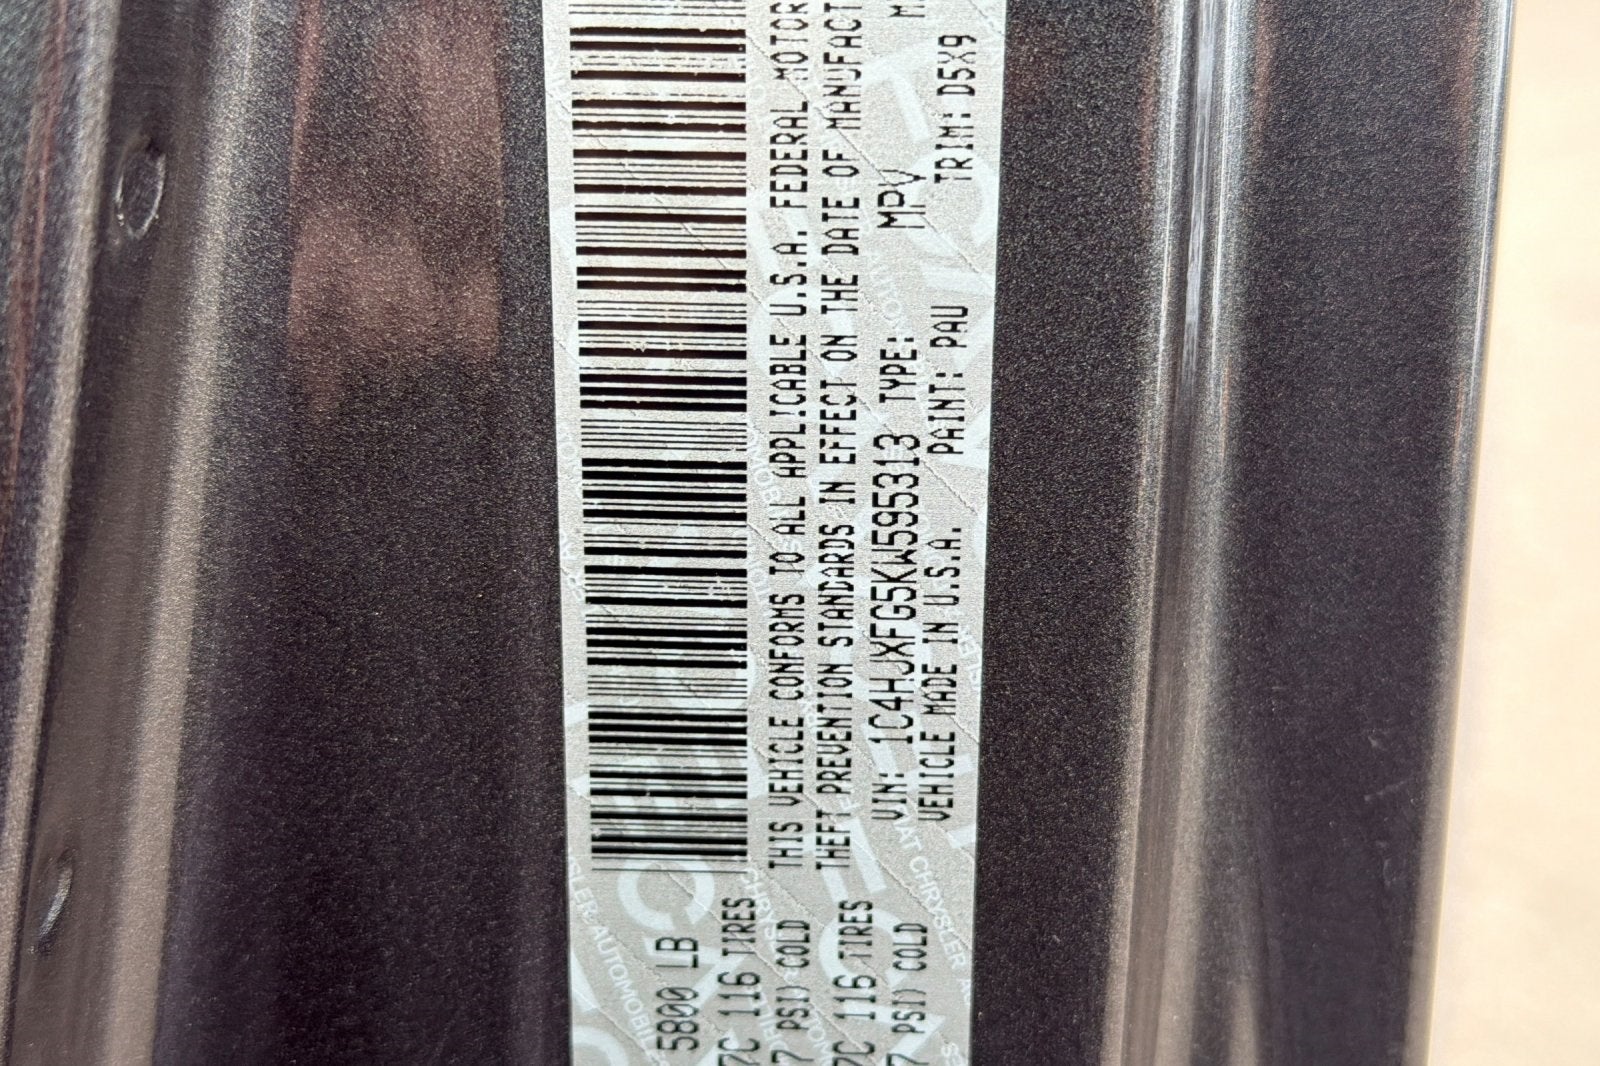 5800 LB
7C 116 TIRES
7 PSI) COLD
7C 116 TIRES
7 PSI) COLD
THIS VEHICLE CONFORMS TO ALL APPLICABLE U.S.A. FEDERAL MOTOR
THEFT PREVENTION STANDARDS IN EFFECT ON THE DATE OF MANUFACT
VIN: 1C4HJXFG5KW595313 TYPE: MPV
VEHICLE MADE IN U.S.A. PAINT: PAU TRIM: D5X9